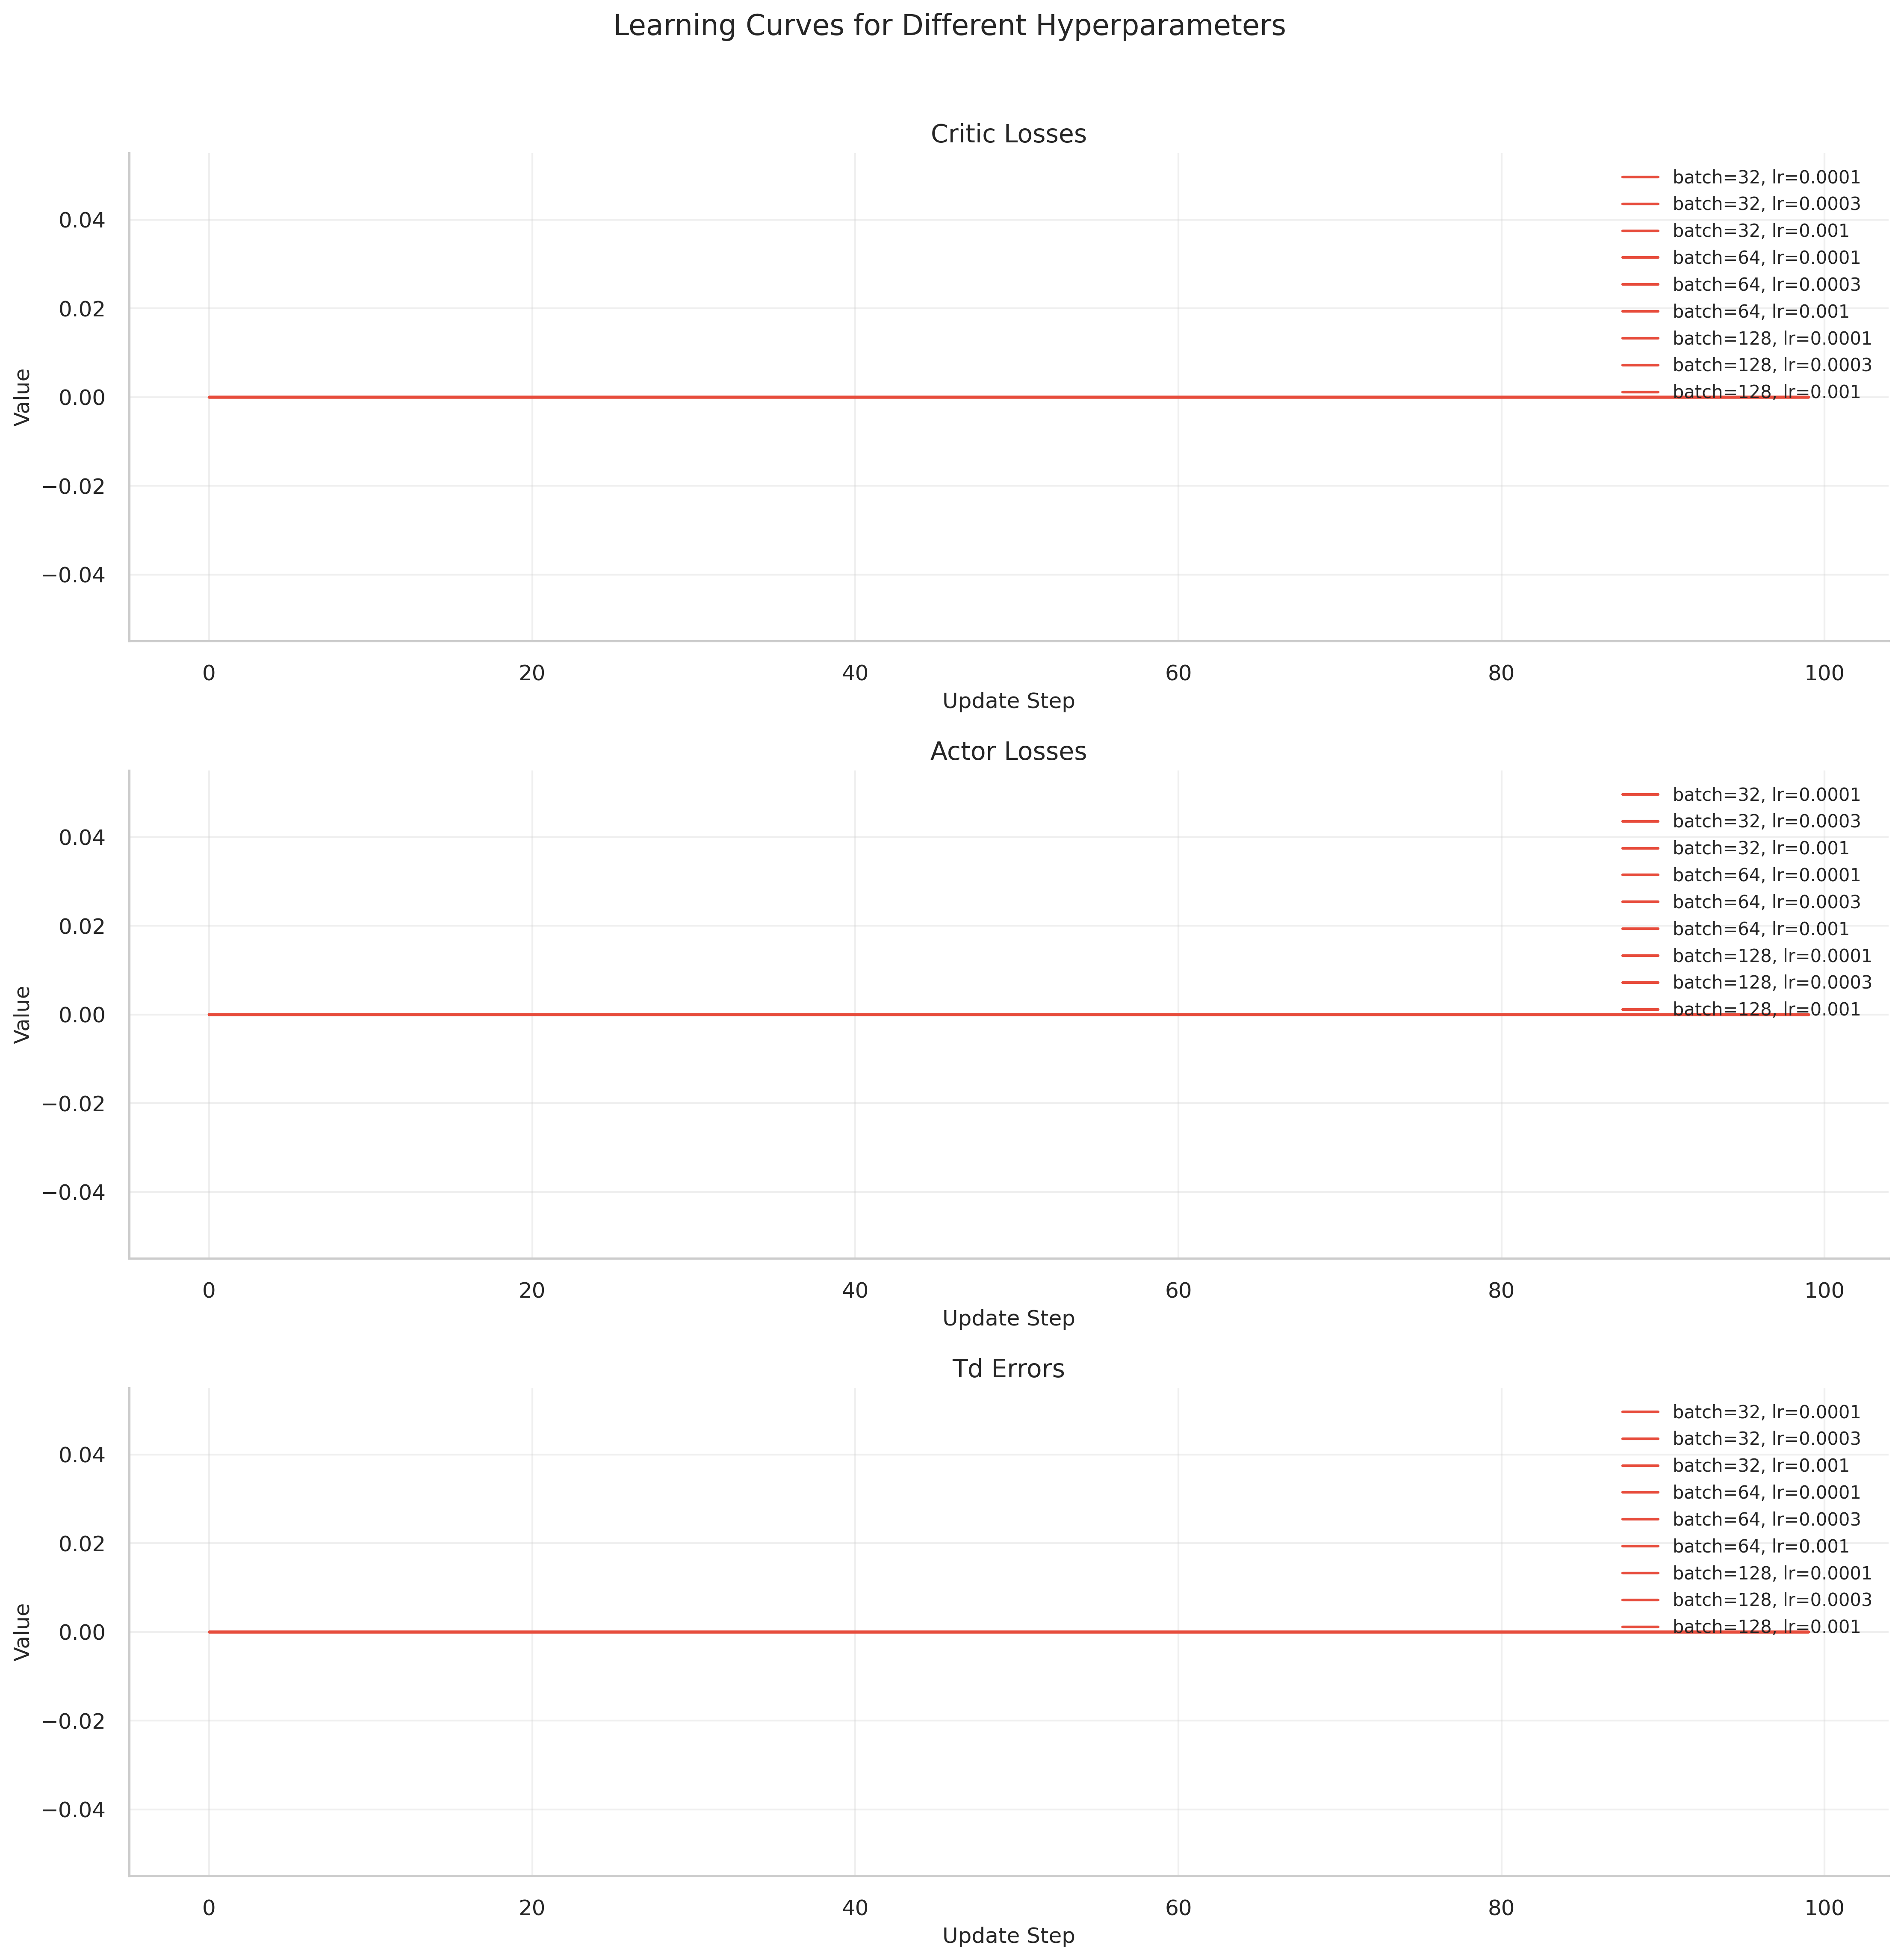 Learning Curves for Different Hyperparameters
Critic Losses
Value
0.04
0.02
0.00
−0.02
−0.04
batch=32, lr=0.0001
batch=32, lr=0.0003
batch=32, lr=0.001
batch=64, lr=0.0001
batch=64, lr=0.0003
batch=64, lr=0.001
batch=128, lr=0.0001
batch=128, lr=0.0003
batch=128, lr=0.001
0 20 40 60 80 100
Update Step
Actor Losses
Value
0.04
0.02
0.00
−0.02
−0.04
batch=32, lr=0.0001
batch=32, lr=0.0003
batch=32, lr=0.001
batch=64, lr=0.0001
batch=64, lr=0.0003
batch=64, lr=0.001
batch=128, lr=0.0001
batch=128, lr=0.0003
batch=128, lr=0.001
0 20 40 60 80 100
Update Step
Td Errors
Value
0.04
0.02
0.00
−0.02
−0.04
batch=32, lr=0.0001
batch=32, lr=0.0003
batch=32, lr=0.001
batch=64, lr=0.0001
batch=64, lr=0.0003
batch=64, lr=0.001
batch=128, lr=0.0001
batch=128, lr=0.0003
batch=128, lr=0.001
0 20 40 60 80 100
Update Step